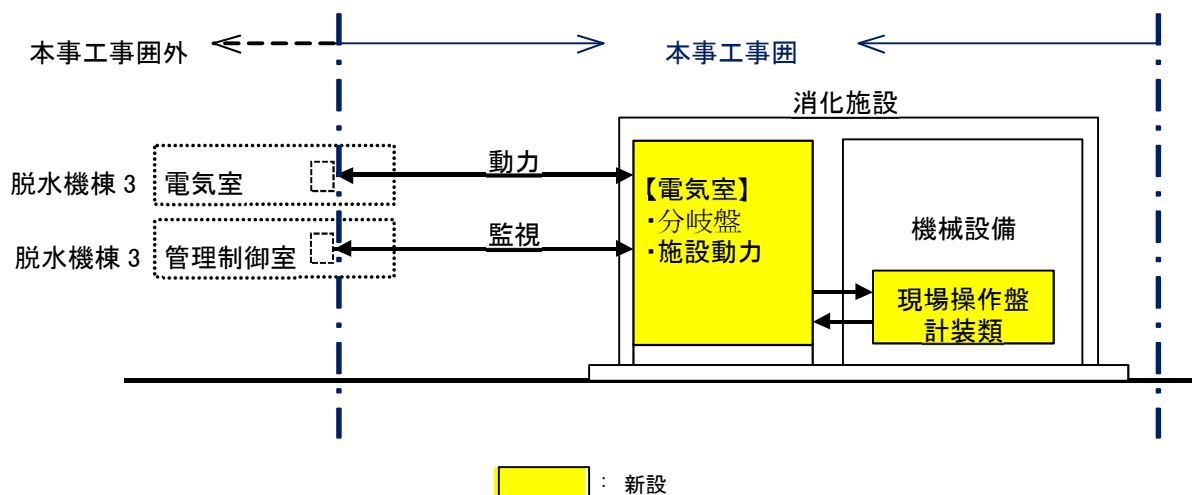 本事工事囲外
本事工事囲
消化施設
脱水機棟 3
電気室
動力
脱水機棟 3
管理制御室
監視
【電気室】
・分岐盤
・施設動力
機械設備
現場操作盤
計装類
： 新設